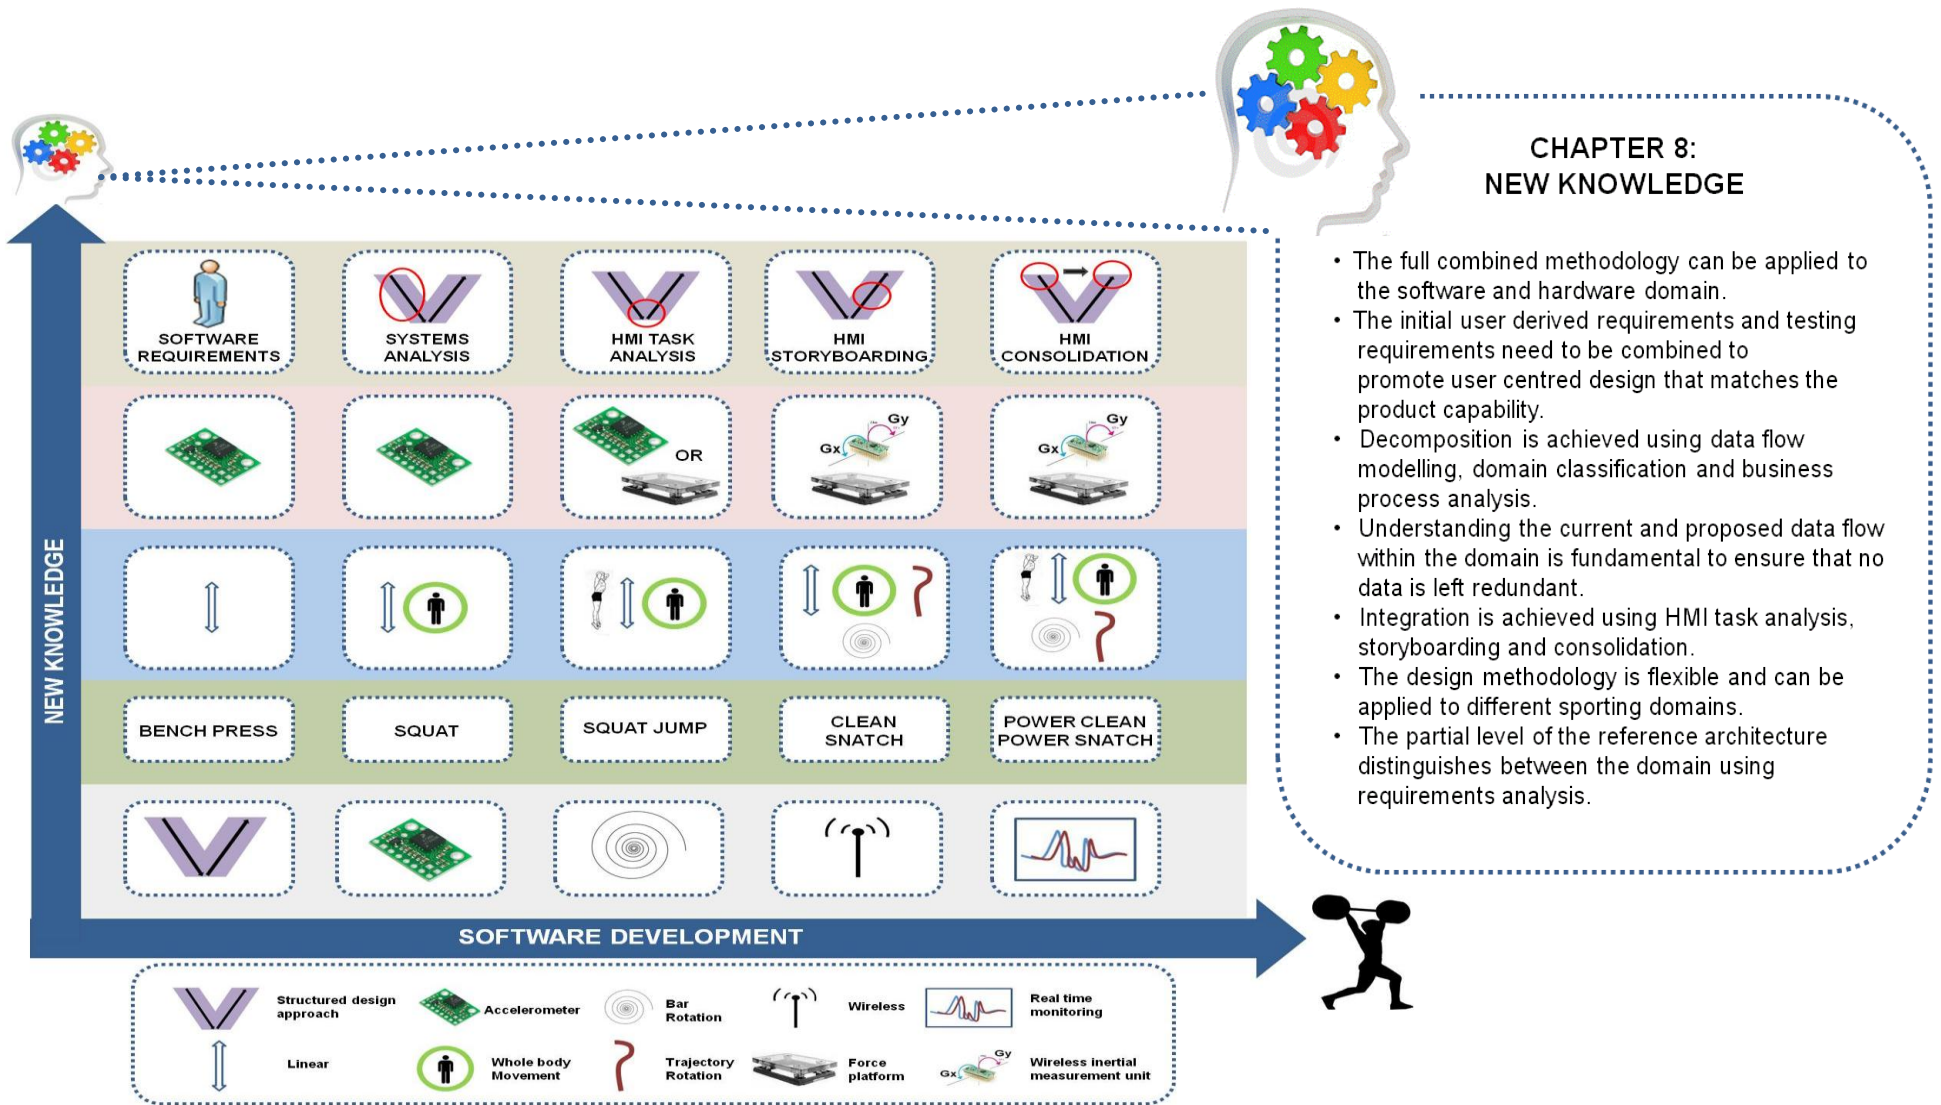 CHAPTER 8:
NEW KNOWLEDGE
• The full combined methodology can be applied to
the software and hardware domain.
• The initial user derived requirements and testing
requirements need to be combined to
promote user centred design that matches the
product capability.
• Decomposition is achieved using data flow
modelling, domain classification and business
process analysis.
• Understanding the current and proposed data flow
within the domain is fundamental to ensure that no
data is left redundant.
• Integration is achieved using HMI task analysis,
storyboarding and consolidation.
• The design methodology is flexible and can be
applied to different sporting domains.
• The partial level of the reference architecture
distinguishes between the domain using
requirements analysis.
NEW KNOWLEDGE
SOFTWARE
REQUIREMENTS
SYSTEMS
ANALYSIS
HMI TASK
ANALYSIS
HMI
STORYBOARDING
HMI
CONSOLIDATION
OR
Gx
Gy
Gx
Gy
BENCH PRESS
SQUAT
SQUAT JUMP
CLEAN
SNATCH
POWER CLEAN
POWER SNATCH
SOFTWARE DEVELOPMENT
Structured design
approach
Accelerometer
Bar
Rotation
Wireless
Real time
monitoring
Linear
Whole body
Movement
Trajectory
Rotation
Force
platform
Gx
Gy
Wireless inertial
measurement unit